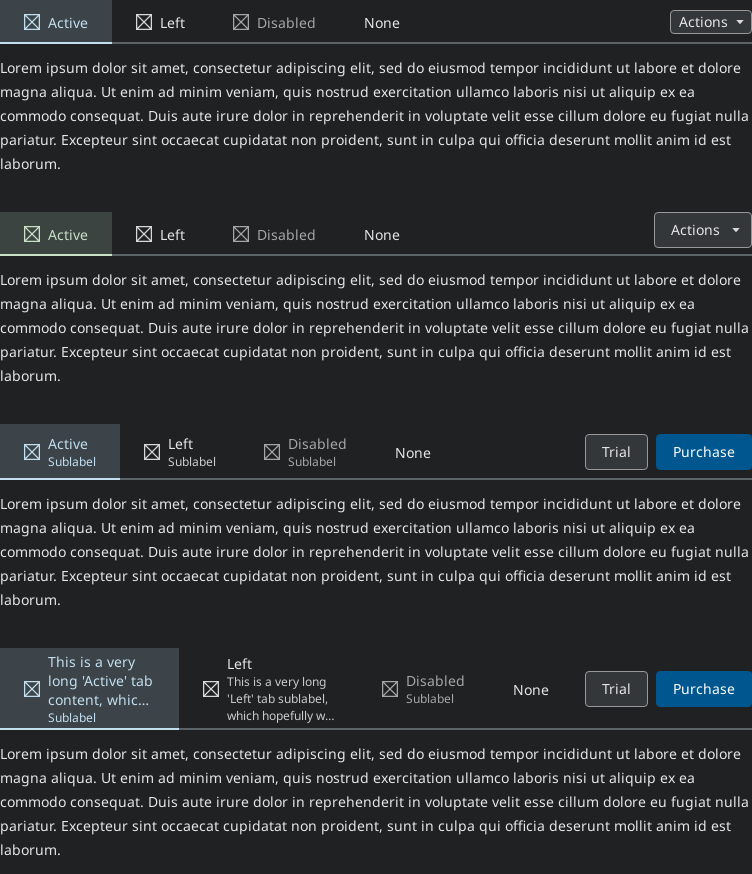 Active Left Disabled None Actions
Lorem ipsum dolor sit amet, consectetur adipiscing elit, sed do eiusmod tempor incididunt ut labore et dolore
magna aliqua. Ut enim ad minim veniam, quis nostrud exercitation ullamco laboris nisi ut aliquip ex ea
commodo consequat. Duis aute irure dolor in reprehenderit in voluptate velit esse cillum dolore eu fugiat nulla
pariatur. Excepteur sint occaecat cupidatat non proident, sunt in culpa qui officia deserunt mollit anim id est
laborum.
Active Left Disabled None Actions
Lorem ipsum dolor sit amet, consectetur adipiscing elit, sed do eiusmod tempor incididunt ut labore et dolore
magna aliqua. Ut enim ad minim veniam, quis nostrud exercitation ullamco laboris nisi ut aliquip ex ea
commodo consequat. Duis aute irure dolor in reprehenderit in voluptate velit esse cillum dolore eu fugiat nulla
pariatur. Excepteur sint occaecat cupidatat non proident, sunt in culpa qui officia deserunt mollit anim id est
laborum.
Active
Sublabel
Left
Sublabel
Disabled
Sublabel
None
Trial
Purchase
Lorem ipsum dolor sit amet, consectetur adipiscing elit, sed do eiusmod tempor incididunt ut labore et dolore
magna aliqua. Ut enim ad minim veniam, quis nostrud exercitation ullamco laboris nisi ut aliquip ex ea
commodo consequat. Duis aute irure dolor in reprehenderit in voluptate velit esse cillum dolore eu fugiat nulla
pariatur. Excepteur sint occaecat cupidatat non proident, sunt in culpa qui officia deserunt mollit anim id est
laborum.
This is a very
long 'Active' tab
content, whic...
Sublabel
Left
This is a very long
'Left' tab sublabel,
which hopefully w...
Disabled
Sublabel
None
Trial
Purchase
Lorem ipsum dolor sit amet, consectetur adipiscing elit, sed do eiusmod tempor incididunt ut labore et dolore
magna aliqua. Ut enim ad minim veniam, quis nostrud exercitation ullamco laboris nisi ut aliquip ex ea
commodo consequat. Duis aute irure dolor in reprehenderit in voluptate velit esse cillum dolore eu fugiat nulla
pariatur. Excepteur sint occaecat cupidatat non proident, sunt in culpa qui officia deserunt mollit anim id est
laborum.